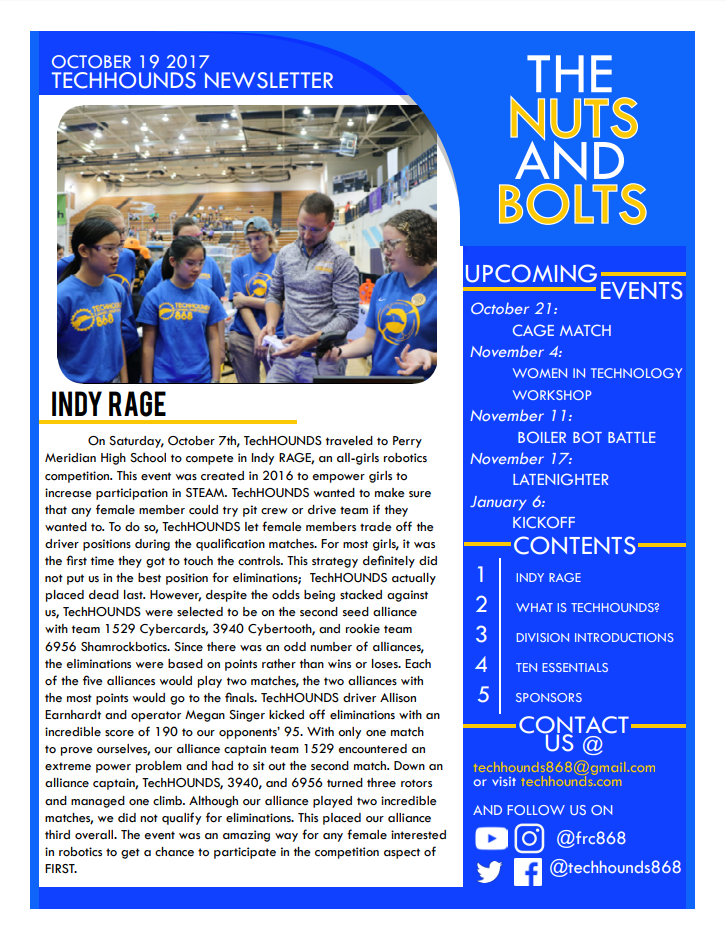 OCTOBER 19 2017
TECHHOUNDS NEWSLETTER
THE
NUTS
AND
BOLTS
TECHHOUNDS
868
TECHHOUNDS
868
INDY RAGE
On Saturday, October 7th, TechHOUNDS traveled to Perry
Meridian High School to compete in Indy RAGE, an all-girls robotics
competition. This event was created in 2016 to empower girls to
increase participation in STEAM. TechHOUNDS wanted to make sure
that any female member could try pit crew or drive team if they
wanted to. To do so, TechHOUNDS let female members trade off the
driver positions during the qualification matches. For most girls, it was
the first time they got to touch the controls. This strategy definitely did
not put us in the best position for eliminations;  TechHOUNDS actually
placed dead last. However, despite the odds being stacked against
us, TechHOUNDS were selected to be on the second seed alliance
with team 1529 Cybercards, 3940 Cybertooth, and rookie team
6956 Shamrockbotics. Since there was an odd number of alliances,
the eliminations were based on points rather than wins or loses. Each
of the five alliances would play two matches, the two alliances with
the most points would go to the finals. TechHOUNDS driver Allison
Earnhardt and operator Megan Singer kicked off eliminations with an
incredible score of 190 to our opponents’ 95. With only one match
to prove ourselves, our alliance captain team 1529 encountered an
extreme power problem and had to sit out the second match. Down an
alliance captain, TechHOUNDS, 3940, and 6956 turned three rotors
and managed one climb. Although our alliance played two incredible
matches, we did not qualify for eliminations. This placed our alliance
third overall. The event was an amazing way for any female interested
in robotics to get a chance to participate in the competition aspect of
FIRST.
UPCOMING
EVENTS
October 21:
CAGE MATCH
November 4:
WOMEN IN TECHNOLOGY
WORKSHOP
November 11:
BOILER BOT BATTLE
November 17:
LATENIGHTER
January 6:
KICKOFF
CONTENTS
1 INDY RAGE
2 WHAT IS TECHHOUNDS?
3 DIVISION INTRODUCTIONS
4 TEN ESSENTIALS
5 SPONSORS
CONTACT
US @
techhounds868@gmail.com
or visit techhounds.com
AND FOLLOW US ON
@frc868
@techhounds868